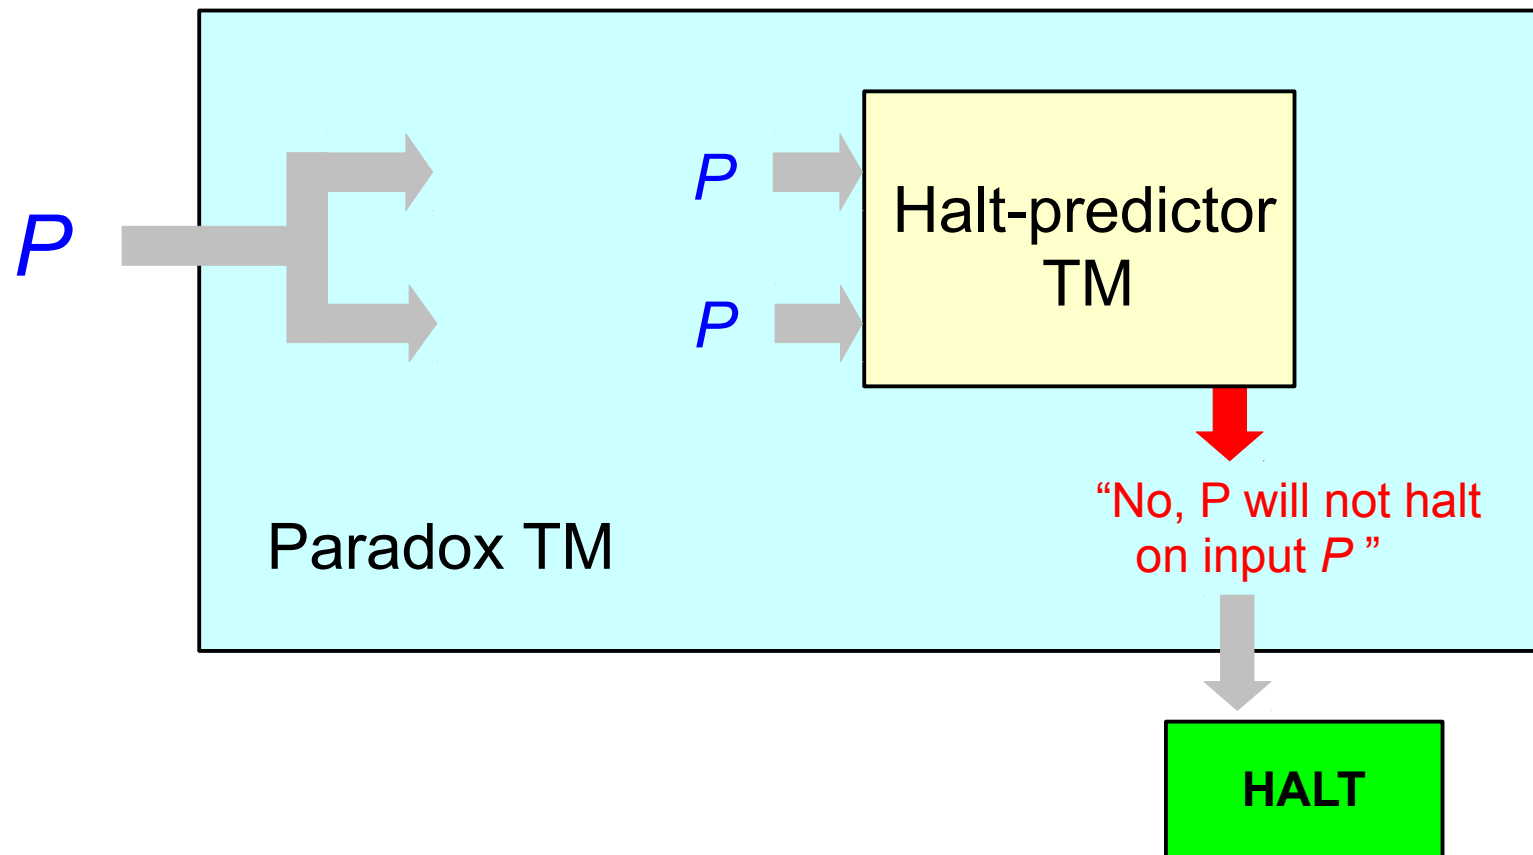 P
P
P
Halt-predictor
TM
“No, P will not halt
on input P ”
Paradox TM
HALT